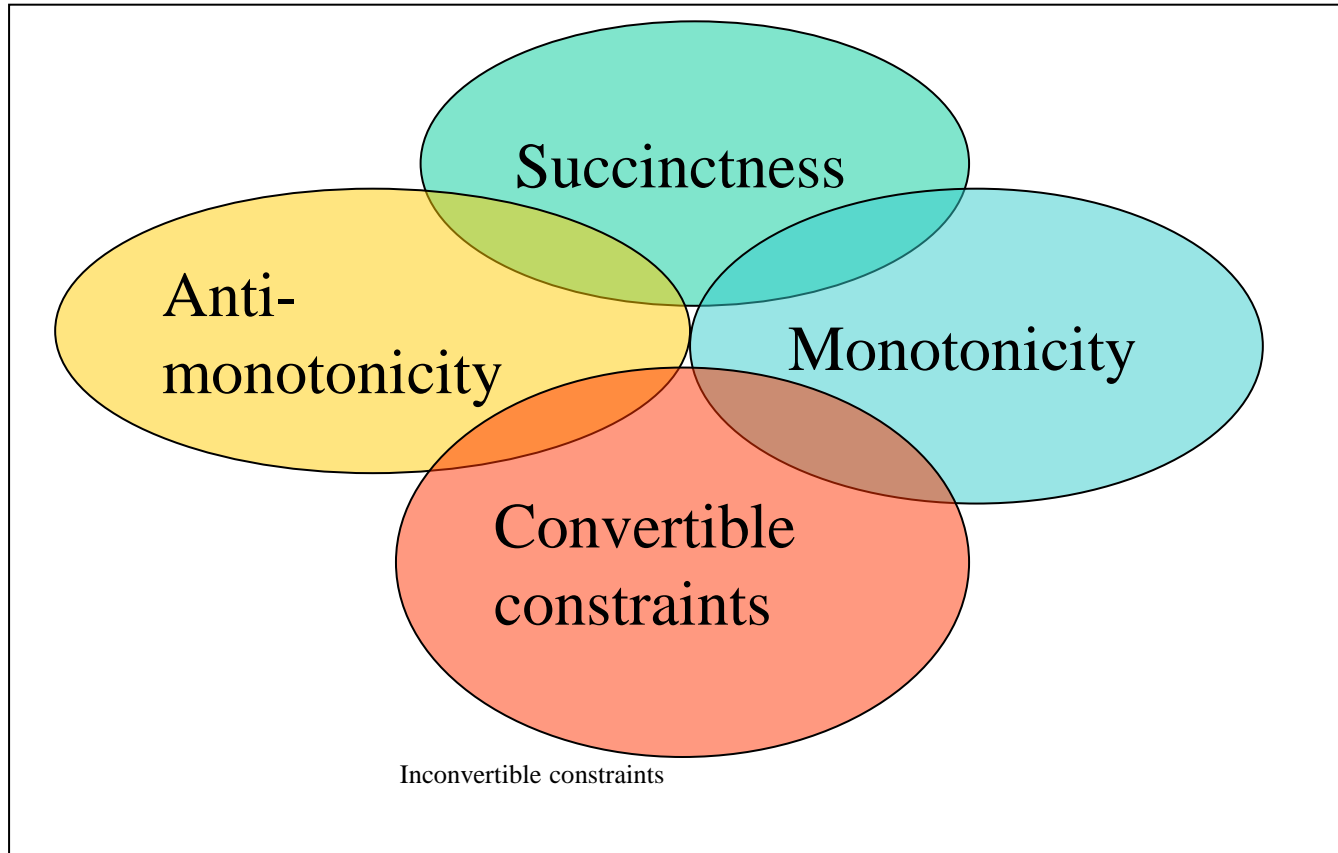 Succinctness
Anti-
monotonicity
Monotonicity
Convertible
constraints
Inconvertible constraints